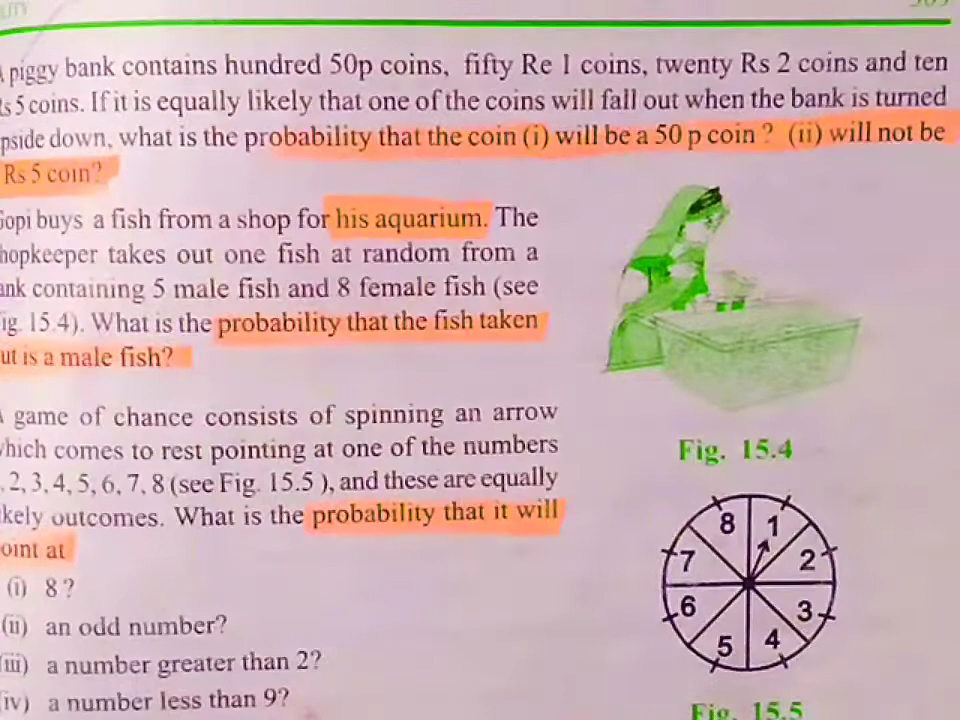 piggy bank contains hundred 50p coins, fifty Re 1 coins, twenty Rs 2 coins and ten
5 coins. If it is equally likely that one of the coins will fall out when the bank is turned
pside down, what is the probability that the coin (i) will be a 50 p coin ? (ii) will not be
Rs 5 coin?
opi buys a fish from a shop for his aquarium. The
hopkeeper takes out one fish at random from a
ank containing 5 male fish and 8 female fish (see
ig. 15.4). What is the probability that the fish taken
ut is a male fish?
game of chance consists of spinning an arrow
hich comes to rest pointing at one of the numbers
, 2, 3, 4, 5, 6, 7, 8 (see Fig. 15.5 ), and these are equally
kely outcomes. What is the probability that it will
oint at
(i) 8 ?
(ii) an odd number?
(iii) a number greater than 2?
(iv) a number less than 9?
Fig. 15.4
8 1
7 2
6 3
5 4
Fig. 15.5